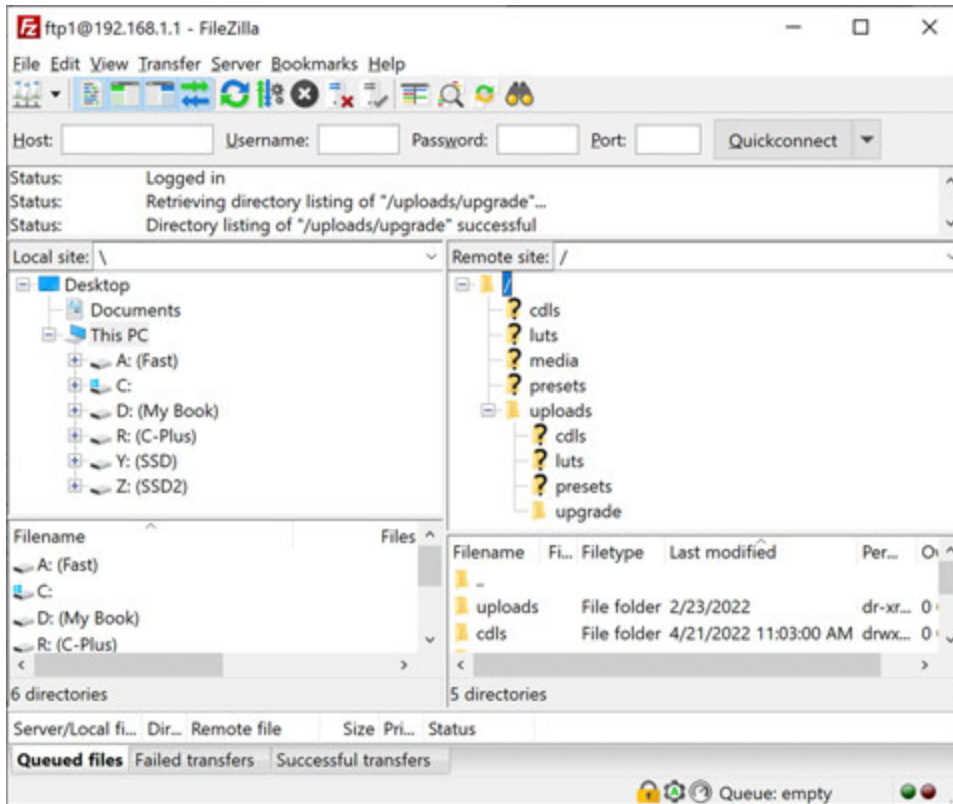 ftp1@192.168.1.1 - FileZilla
File Edit View Transfer Server Bookmarks Help
Host: Username: Password: Port: Quickconnect
Status: Logged in
Status: Retrieving directory listing of "/uploads/upgrade"...
Status: Directory listing of "/uploads/upgrade" successful
Local site: \
Desktop
Documents
This PC
A: (Fast)
C:
D: (My Book)
R: (C-Plus)
Y: (SSD)
Z: (SSD2)
Filename Files
A: (Fast)
C:
D: (My Book)
R: (C-Plus)
6 directories
Remote site: /
/
cdls
luts
media
presets
uploads
cdls
luts
presets
upgrade
Filename Fi... Filetype Last modified Per...
..
uploads File folder 2/23/2022 dr-xr... 0
cdls File folder 4/21/2022 11:03:00 AM drwx... 0
5 directories
Server/Local fi... Dir... Remote file Size Pri... Status
Queued files Failed transfers Successful transfers
Queue: empty